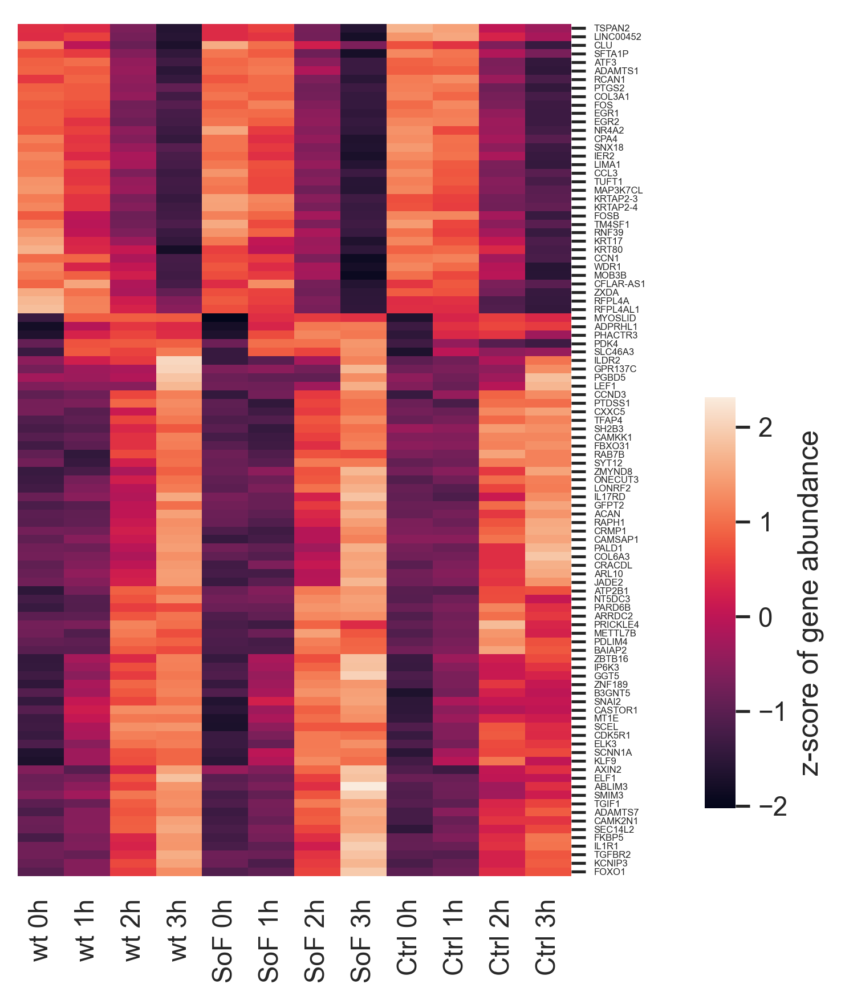 TSPAN2
LINC00452
CLU
SFTA1P
ATF3
ADAMTS1
RCAN1
PTGS2
COL3A1
FOS
EGR1
EGR2
NR4A2
CPA4
SNX18
IER2
LIMA1
CCL3
TUFT1
MAP3K7CL
KRTAP2-3
KRTAP2-4
FOSB
TM4SF1
RNF39
KRT17
KRT80
CCN1
WDR1
MOB3B
CFLAR-AS1
ZXDA
RFPL4A
RFPL4AL1
MYOSLID
ADPRHL1
PHACTR3
PDK4
SLC46A3
ILDR2
GPR137C
PGBD5
LEF1
CCND3
PTDSS1
CXXC5
TFAP4
SH2B3
CAMKK1
FBXO31
RAB7B
SYT12
ZMYND8
ONECUT3
LONRF2
IL17RD
GFPT2
ACAN
RAPH1
CRMP1
CAMSAP1
PALD1
COL6A3
CRACDL
ARL10
JADE2
ATP2B1
NT5DC3
PARD6B
ARRDC2
PRICKLE4
METTL7B
PDLIM4
BAIAP2
ZBTB16
IP6K3
GGT5
ZNF189
B3GNT5
SNAI2
CASTOR1
MT1E
SCEL
CDK5R1
ELK3
SCNN1A
KLF9
AXIN2
ELF1
ABLIM3
SMIM3
TGIF1
ADAMTS7
CAMK2N1
SEC14L2
FKBP5
IL1R1
TGFBR2
KCNIP3
FOXO1
wt 0h
wt 1h
wt 2h
wt 3h
SoF 0h
SoF 1h
SoF 2h
SoF 3h
Ctrl 0h
Ctrl 1h
Ctrl 2h
Ctrl 3h
2
1
0
−1
−2
z-score of gene abundance